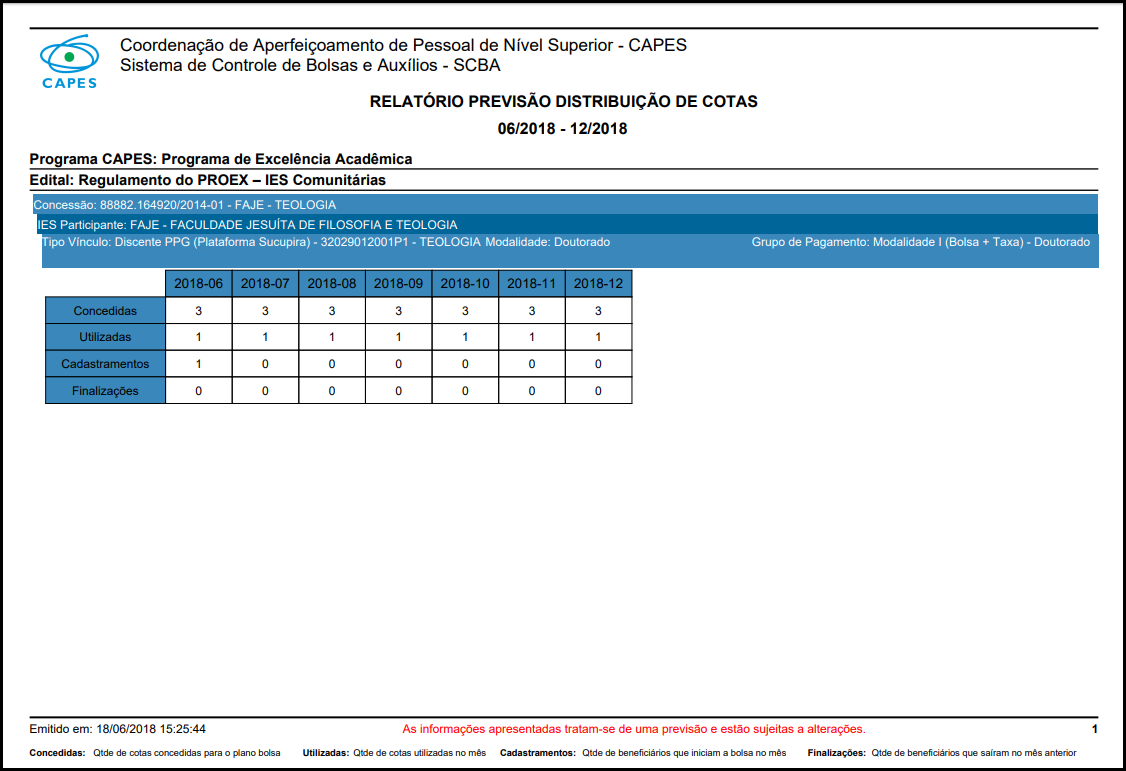 Coordenação de Aperfeiçoamento de Pessoal de Nível Superior - CAPES
Sistema de Controle de Bolsas e Auxílios - SCBA
CAPES
RELATÓRIO PREVISÃO DISTRIBUIÇÃO DE COTAS
06/2018 - 12/2018
Programa CAPES: Programa de Excelência Acadêmica
Edital: Regulamento do PROEX – IES Comunitárias
Concessão: 88882.164920/2014-01 - FAJE - TEOLOGIA
IES Participante: FAJE - FACULDADE JESUÍTA DE FILOSOFIA E TEOLOGIA
Tipo Vínculo: Discente PPG (Plataforma Sucupira) - 32029012001P1 - TEOLOGIA Modalidade: Doutorado Grupo de Pagamento: Modalidade I (Bolsa + Taxa) - Doutorado
2018-06 2018-07 2018-08 2018-09 2018-10 2018-11 2018-12
Concedidas 3 3 3 3 3 3 3
Utilizadas 1 1 1 1 1 1 1
Cadastramentos 1 0 0 0 0 0 0
Finalizações 0 0 0 0 0 0 0
Emitido em: 18/06/2018 15:25:44 As informações apresentadas tratam-se de uma previsão e estão sujeitas a alterações. 1
Concedidas: Qtde de cotas concedidas para o plano bolsa Utilizadas: Qtde de cotas utilizadas no mês Cadastramentos: Qtde de beneficiários que iniciam a bolsa no mês Finalizações: Qtde de beneficiários que saíram no mês anterior